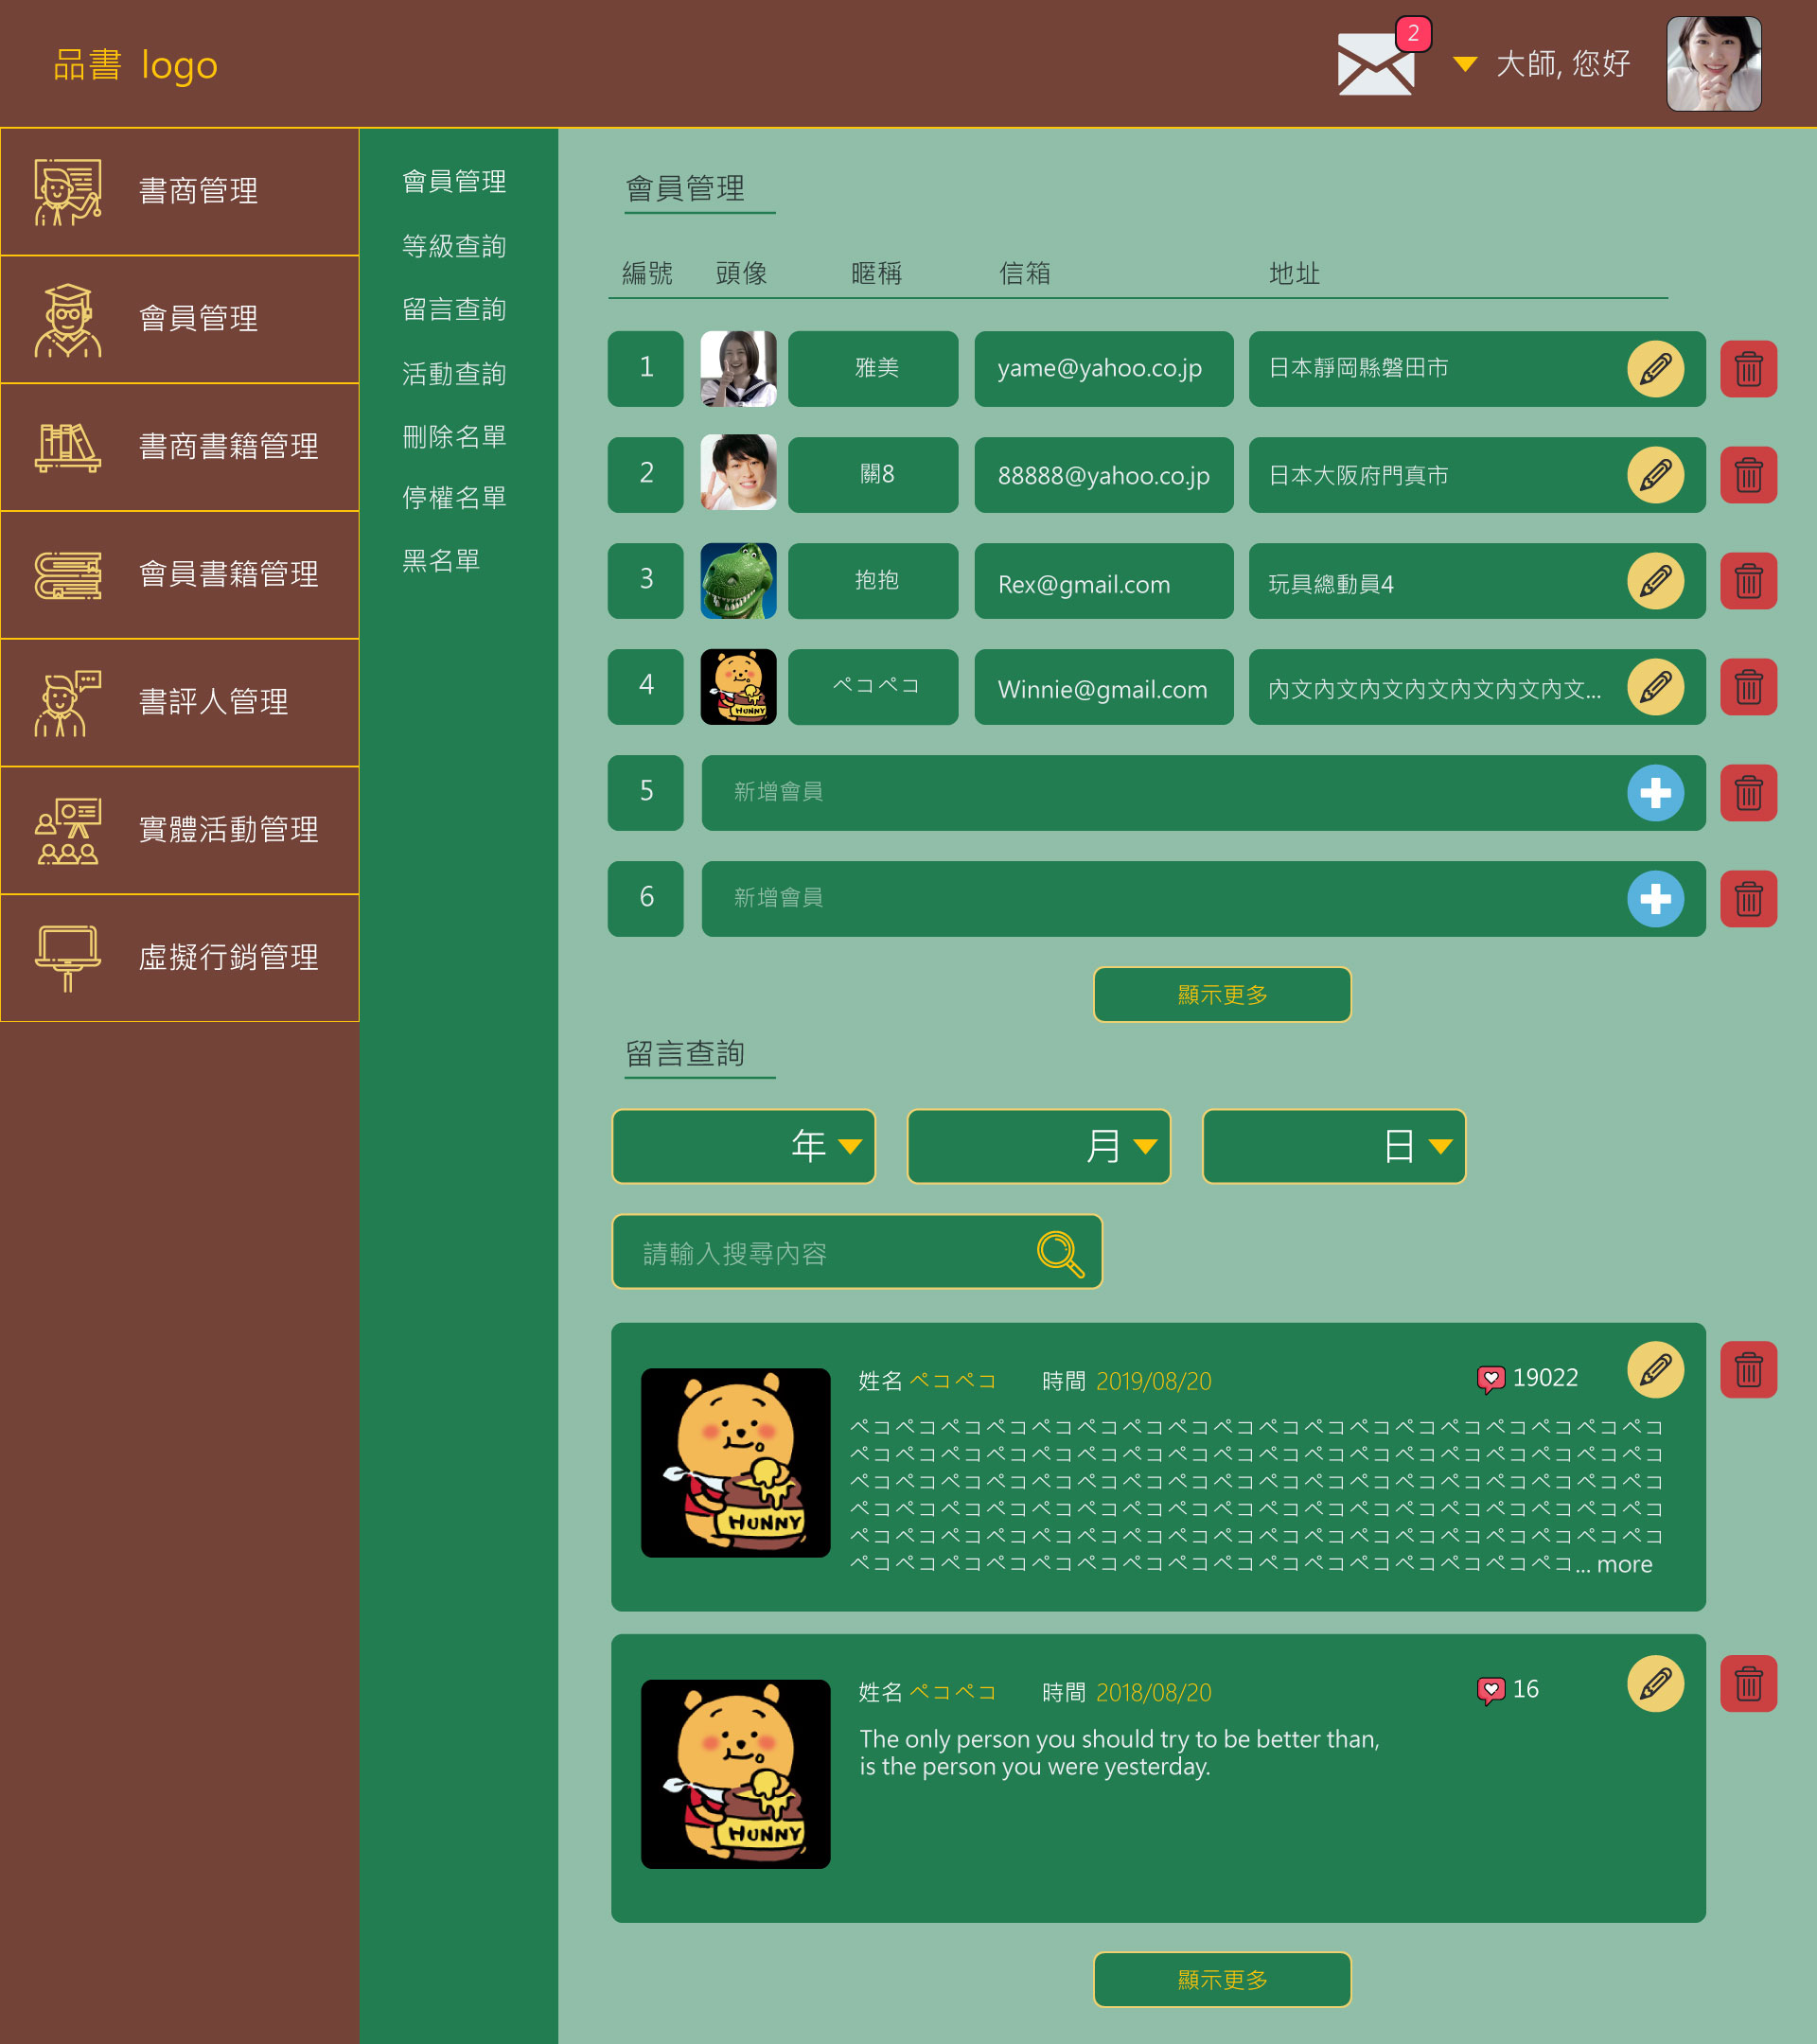 品書 logo
2
大師, 您好
書商管理
會員管理
書商書籍管理
會員書籍管理
書評人管理
實體活動管理
虛擬行銷管理
會員管理
等級查詢
留言查詢
活動查詢
刪除名單
停權名單
黑名單
會員管理
編號 頭像 暱稱 信箱 地址
1 雅美 yame@yahoo.co.jp 日本靜岡縣磐田市
2 關8 88888@yahoo.co.jp 日本大阪府門真市
3 抱抱 Rex@gmail.com 玩具總動員4
4 HUNNY ペコペコ Winnie@gmail.com 內文內文內文內文內文內文內文...
5 新增會員
6 新增會員
顯示更多
留言查詢
年 月 日
請輸入搜尋內容
姓名 ペコペコ 時間 2019/08/20 19022
ペコペコペコペコペコペコペコペコペコペコペコペコペコペコペコペコペコペコ
ペコペコペコペコペコペコペコペコペコペコペコペコペコペコペコペコペコペコ
ペコペコペコペコペコペコペコペコペコペコペコペコペコペコペコペコペコペコ
ペコペコペコペコペコペコペコペコペコペコペコペコペコペコペコペコペコペコ
ペコペコペコペコペコペコペコペコペコペコペコペコペコペコペコペコペコペコ
ペコペコペコペコペコペコペコペコペコペコペコペコペコペコペコペコ... more
HUNNY
姓名 ペコペコ 時間 2018/08/20 16
The only person you should try to be better than,
is the person you were yesterday.
HUNNY
顯示更多